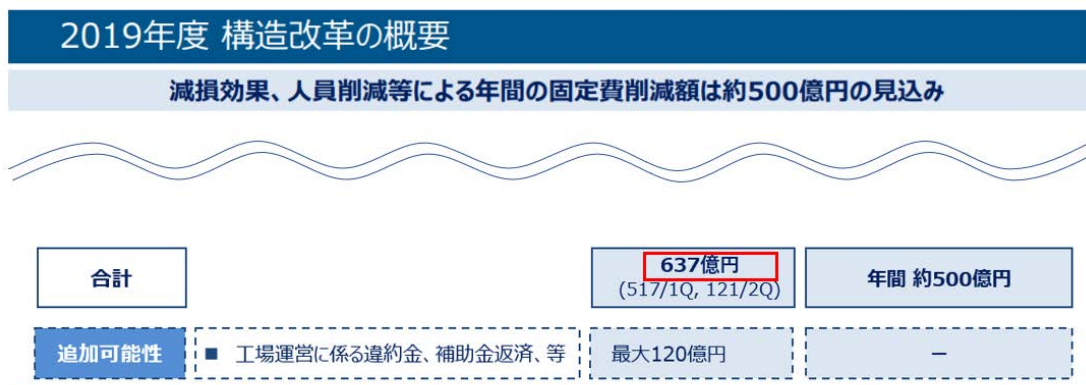 2019年度 構造改革の概要
減損効果、人員削減等による年間の固定費削減額は約500億円の見込み
合計
637億円
(517/1Q, 121/2Q)
年間 約500億円
追加可能性
■ 工場運営に係る違約金、補助金返済、等
最大120億円
−